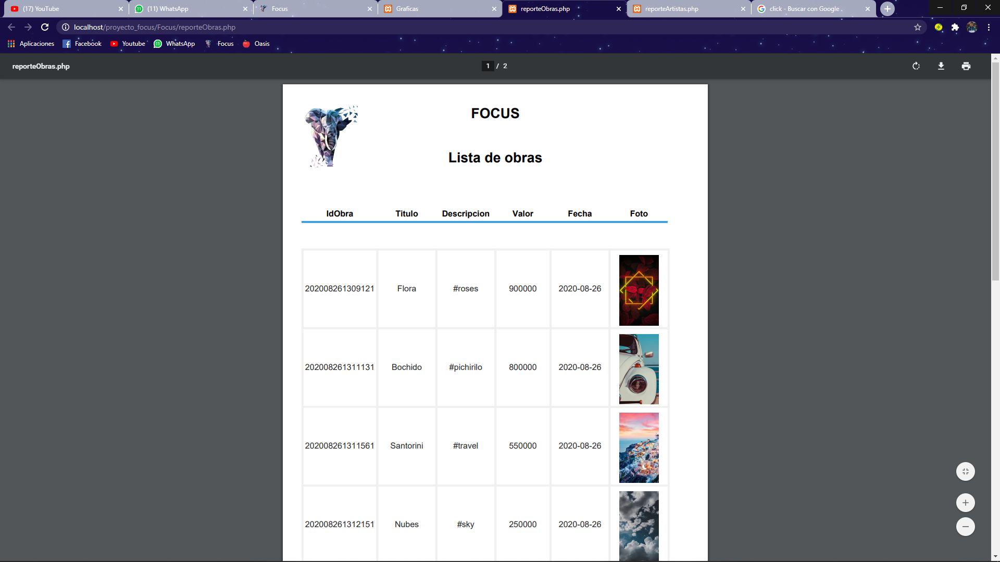 (17) YouTube
(11) WhatsApp
Focus
Graficas
reporteObras.php
reporteArtistas.php
click - Buscar con Google
localhost/proyecto_focus/Focus/reporteObras.php
Aplicaciones
Facebook
Youtube
WhatsApp
Focus
Oasis
reporteObras.php
1 / 2
FOCUS
Lista de obras
IdObra Titulo Descripcion Valor Fecha Foto
202008261309121 Flora #roses 900000 2020-08-26
202008261311131 Bochido #pichirilo 800000 2020-08-26
202008261311561 Santorini #travel 550000 2020-08-26
202008261312151 Nubes #sky 250000 2020-08-26